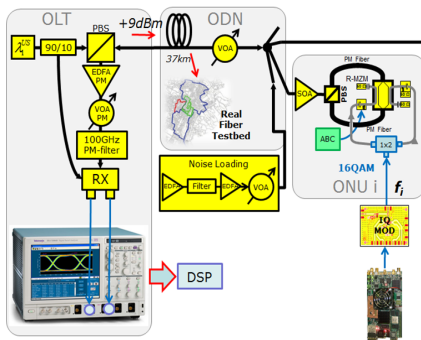 OLT
+9dBm
ODN
PBS
λ US
90/10
37km
VOA
EDFA
PM
VOA
PM
100GHz
PM-filter
RX
DSP
Real
Fiber
Testbed
Noise Loading
EDFA
Filter
EDFA
VOA
PM Fiber
R-MZM
SOA
PBS
PM Fiber
ABC
1x2
16QAM
ONU i
fi
IQ
MOD